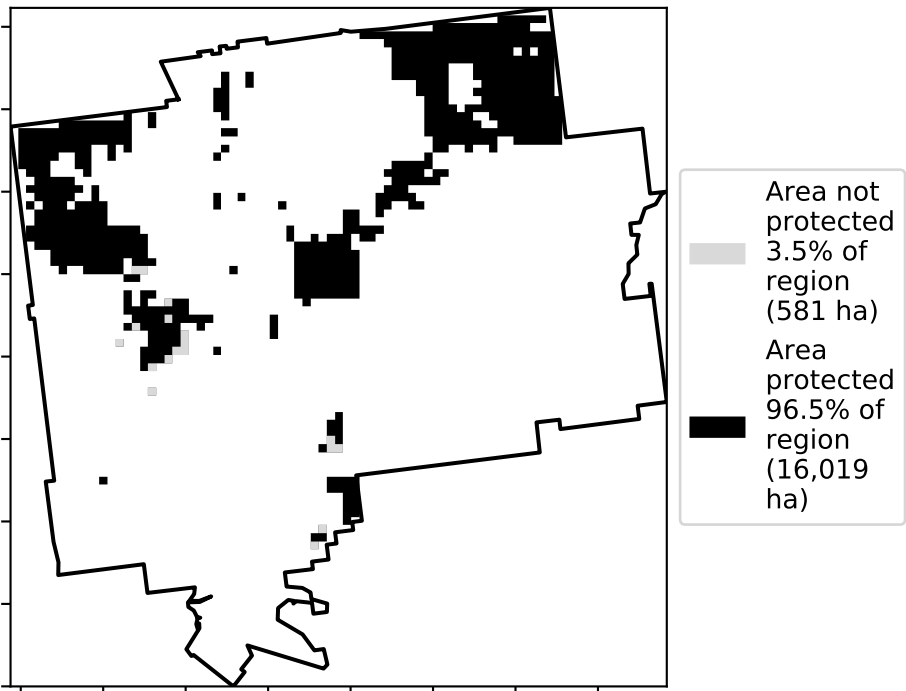 Area not
protected
3.5% of
region
(581 ha)
Area
protected
96.5% of
region
(16,019
ha)